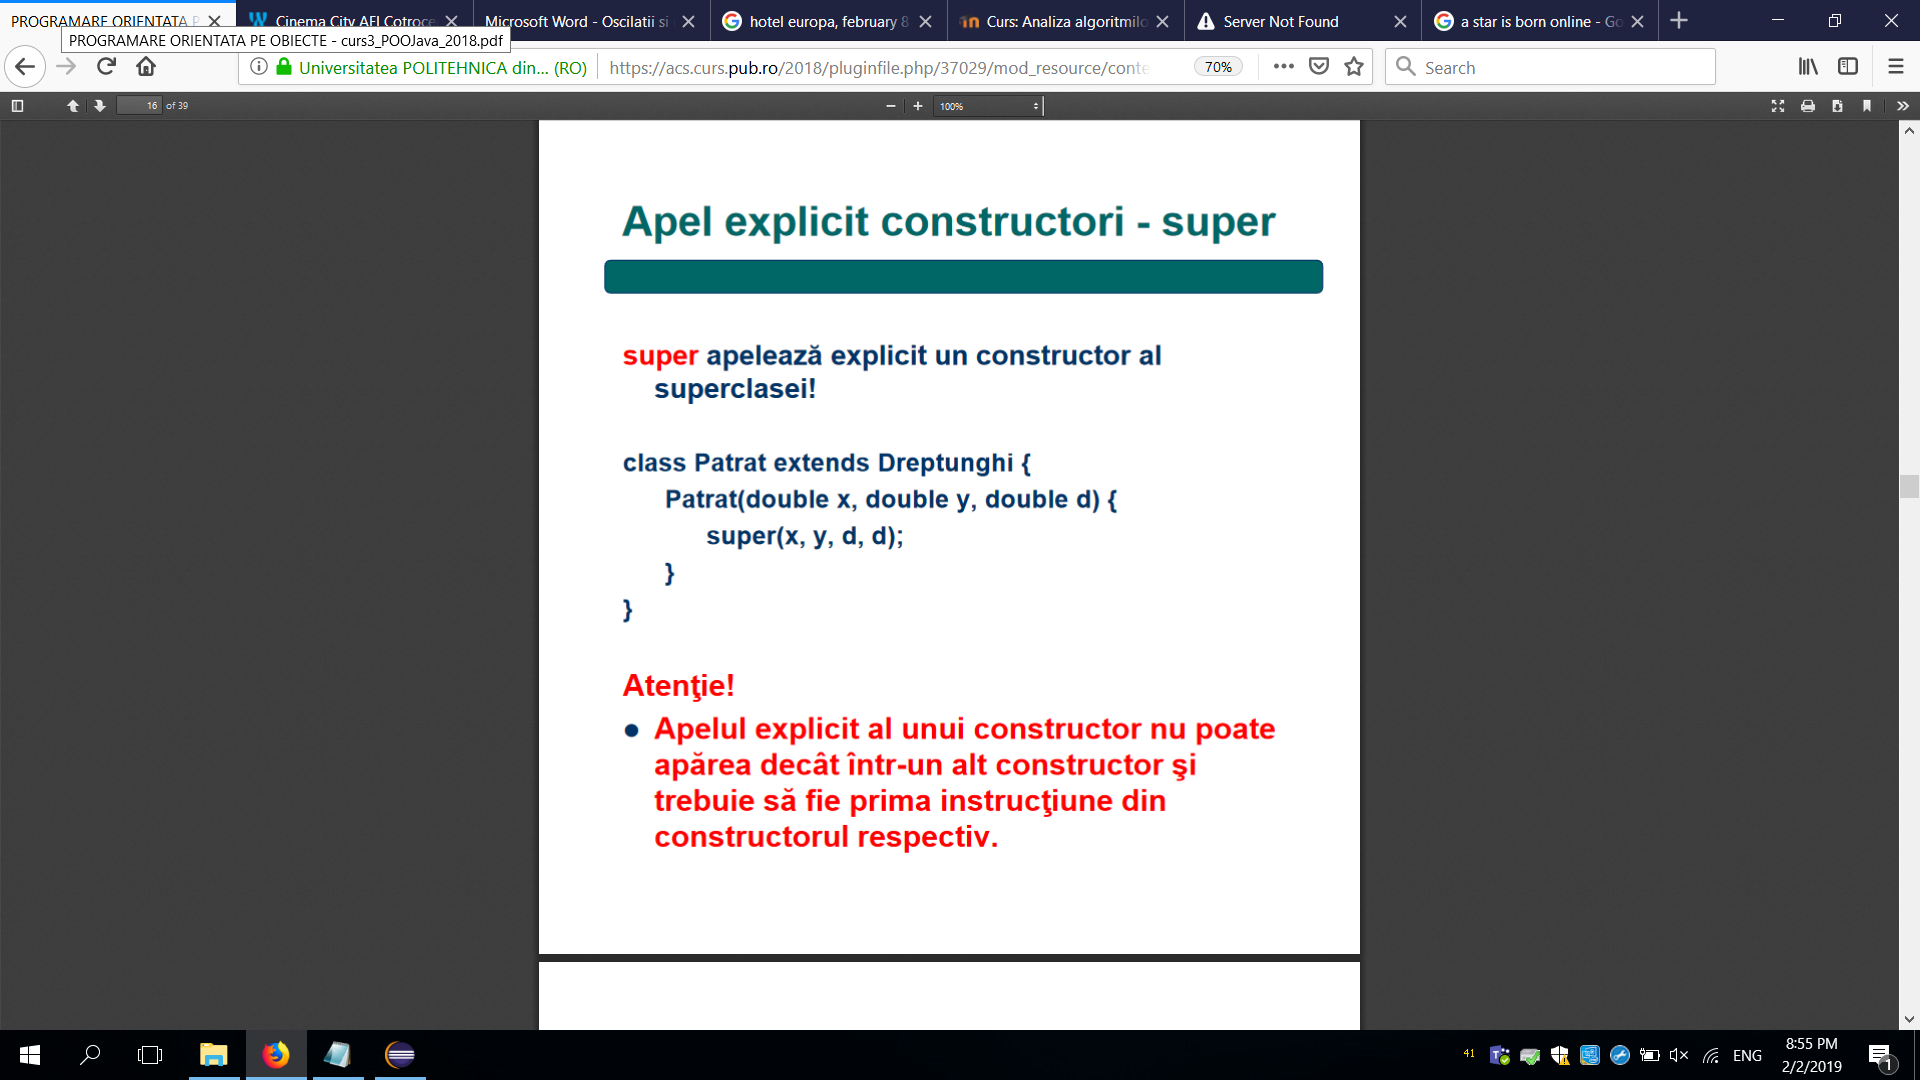 PROGRAMARE ORIENTATA P
Cinema City AFI Cotroce
Microsoft Word - Oscilatii si
hotel europa, february 8
Curs: Analiza algoritmilo
Server Not Found
a star is born online - Go
PROGRAMARE ORIENTATA PE OBIECTE - curs3_POOJava_2018.pdf
Universitatea POLITEHNICA din... (RO)
https://acs.curs.pub.ro/2018/pluginfile.php/37029/mod_resource/conte
70%
Search
16 of 39
100%
Apel explicit constructori - super
super apelează explicit un constructor al
superclasei!
class Patrat extends Dreptunghi {
Patrat(double x, double y, double d) {
super(x, y, d, d);
}
}
Atenţie!
● Apelul explicit al unui constructor nu poate
apărea decât într-un alt constructor şi
trebuie să fie prima instrucţiune din
constructorul respectiv.
41
ENG
8:55 PM
2/2/2019
1